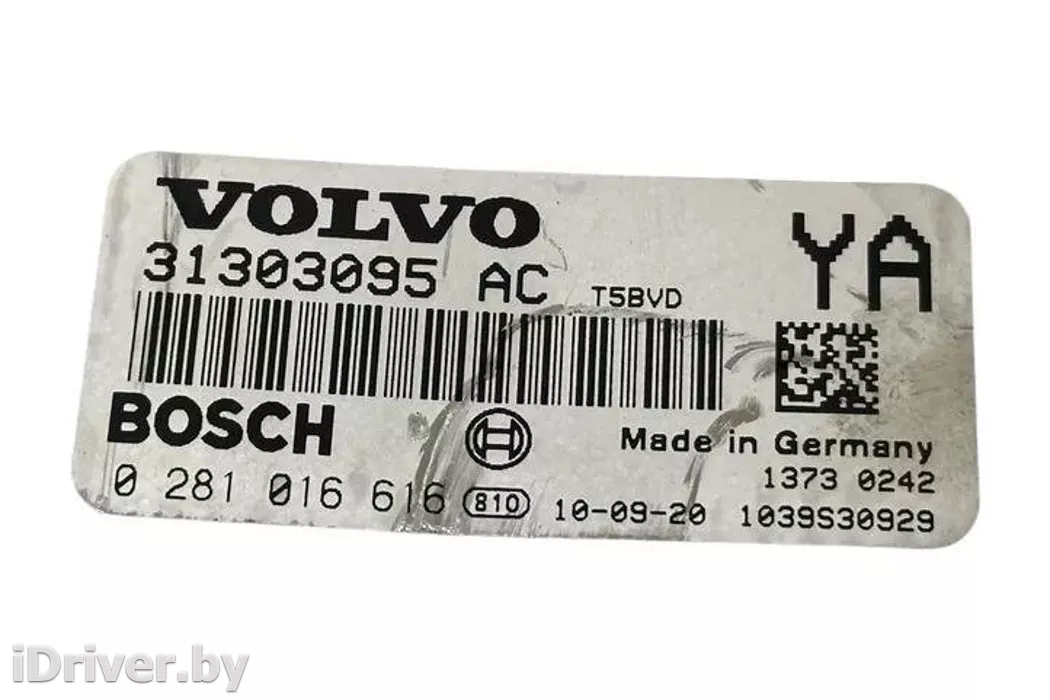 VOLVO
31303095 AC T5BVD
YA
BOSCH
Made in Germany
1373 0242
0 281 016 616 810 10-09-20 1039S30929
iDriver.by